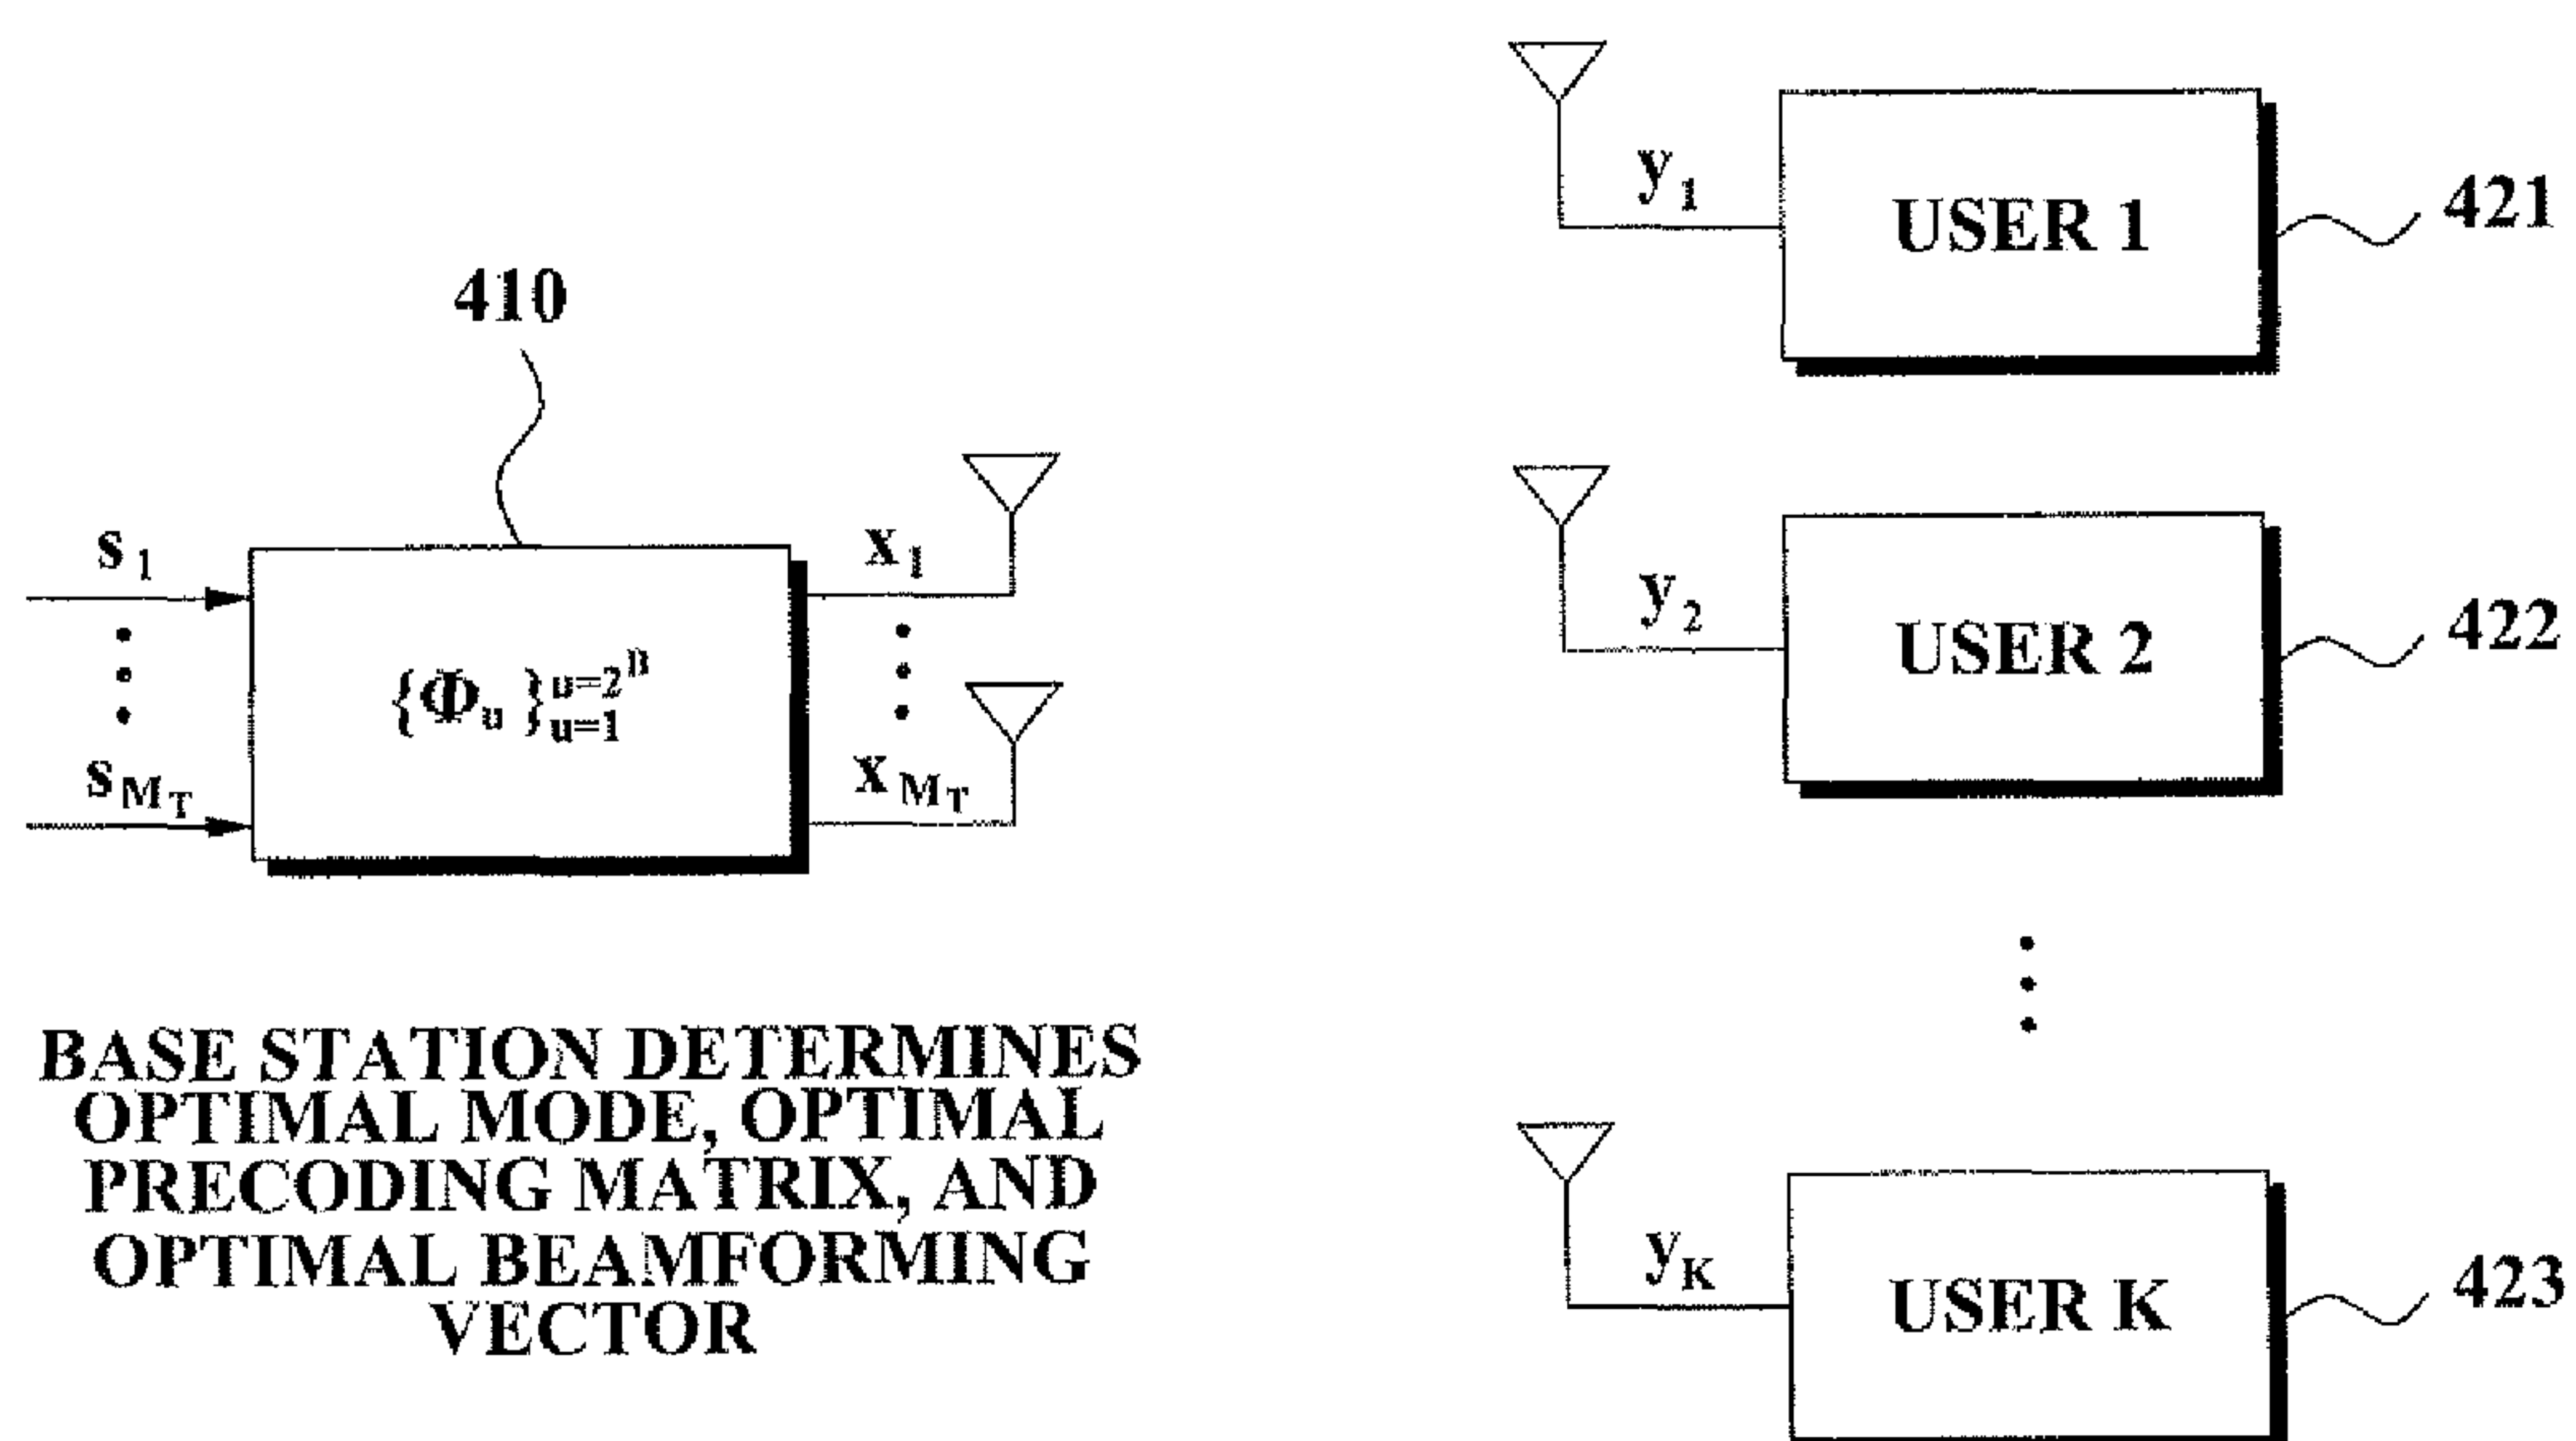 410
s1
sMT
{Φu}u=1u=2B
x1
xMT
BASE STATION DETERMINES
OPTIMAL MODE, OPTIMAL
PRECODING MATRIX, AND
OPTIMAL BEAMFORMING
VECTOR
y1
USER 1
421
y2
USER 2
422
yK
USER K
423